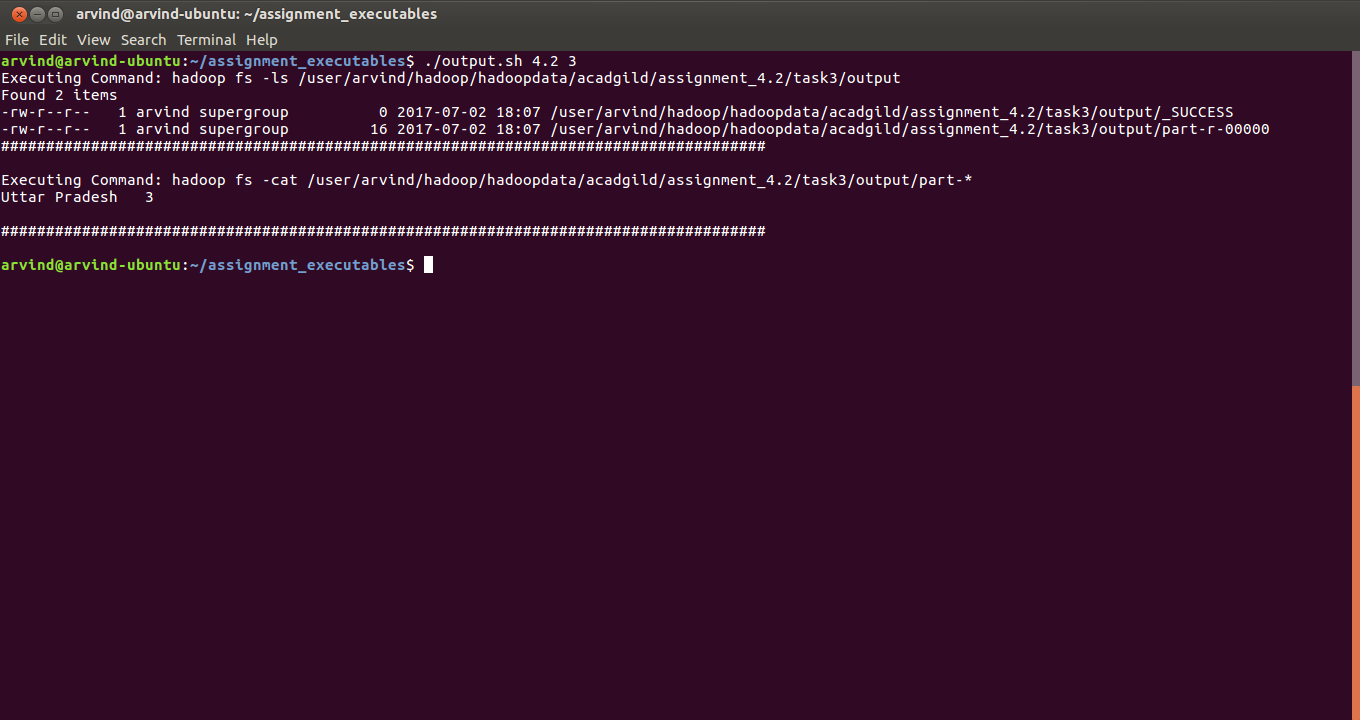 arvind@arvind-ubuntu: ~/assignment_executables
File Edit View Search Terminal Help
arvind@arvind-ubuntu:~/assignment_executables$ ./output.sh 4.2 3
Executing Command: hadoop fs -ls /user/arvind/hadoop/hadoopdata/acadgild/assignment_4.2/task3/output
Found 2 items
-rw-r--r--   1 arvind supergroup          0 2017-07-02 18:07 /user/arvind/hadoop/hadoopdata/acadgild/assignment_4.2/task3/output/_SUCCESS
-rw-r--r--   1 arvind supergroup         16 2017-07-02 18:07 /user/arvind/hadoop/hadoopdata/acadgild/assignment_4.2/task3/output/part-r-00000
#####################################################################################
Executing Command: hadoop fs -cat /user/arvind/hadoop/hadoopdata/acadgild/assignment_4.2/task3/output/part-*
Uttar Pradesh   3
#####################################################################################
arvind@arvind-ubuntu:~/assignment_executables$